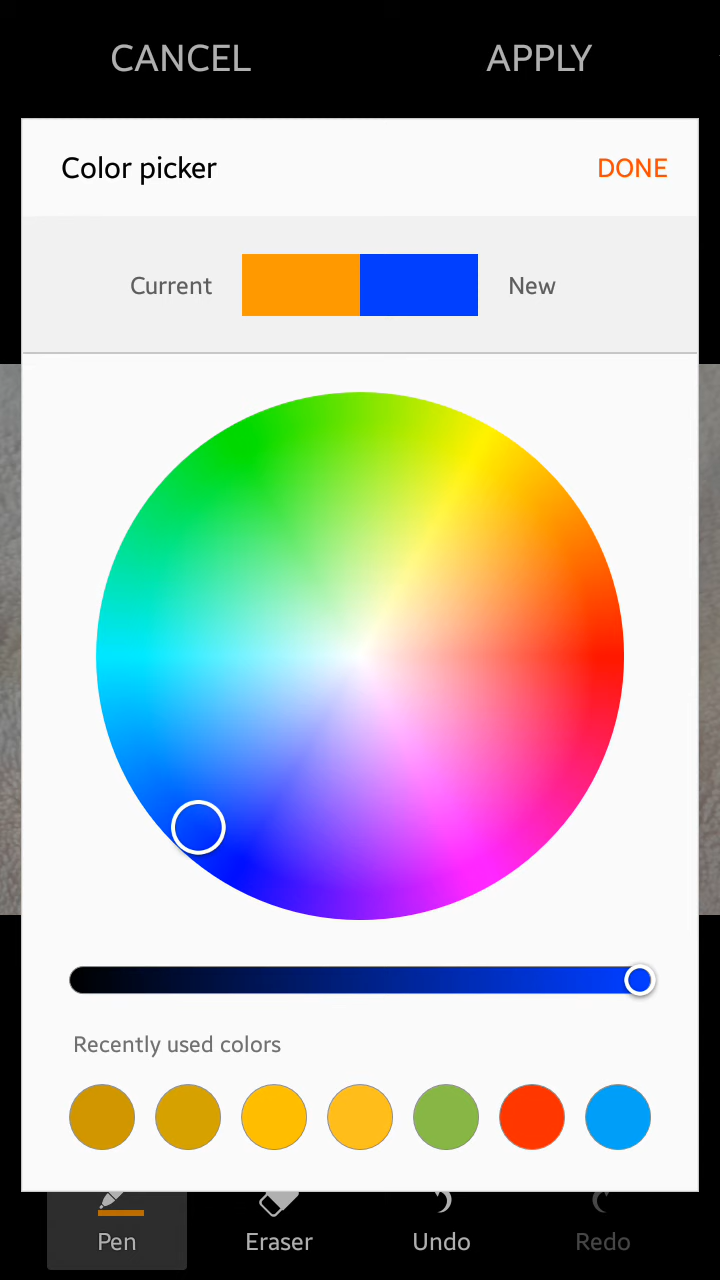 CANCEL APPLY
Color picker DONE
Current New
Recently used colors
Pen Eraser Undo Redo